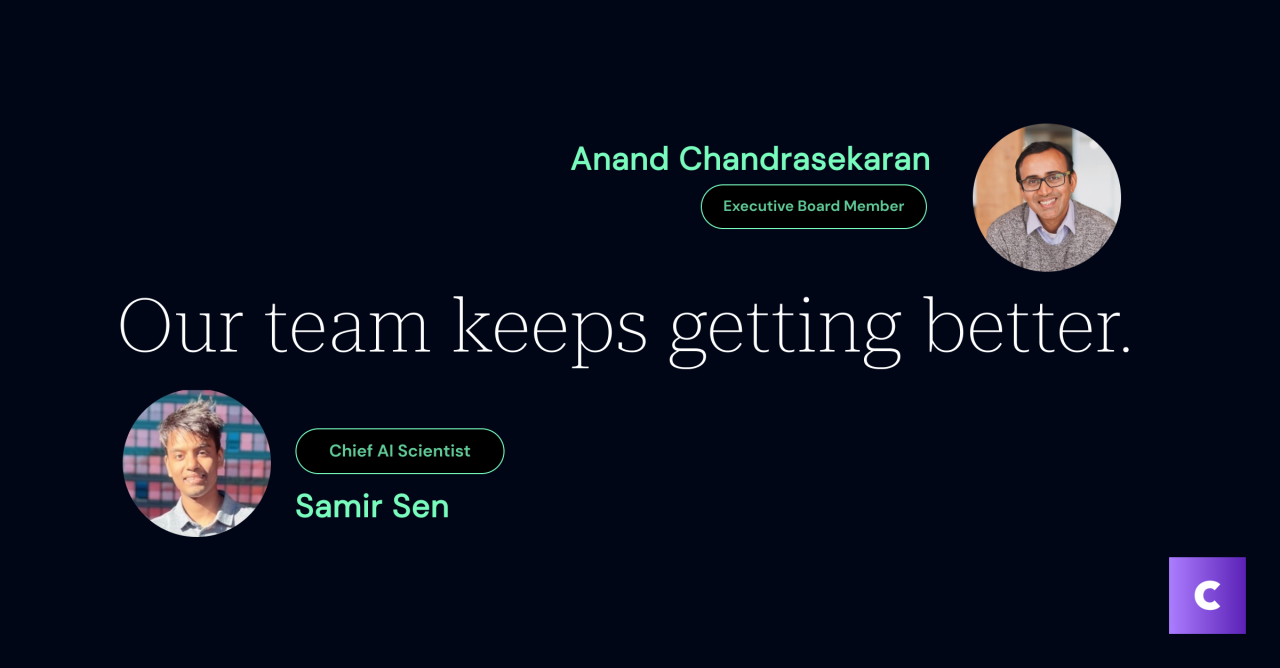 Anand Chandrasekaran
Executive Board Member
Our team keeps getting better.
Chief AI Scientist
Samir Sen
C